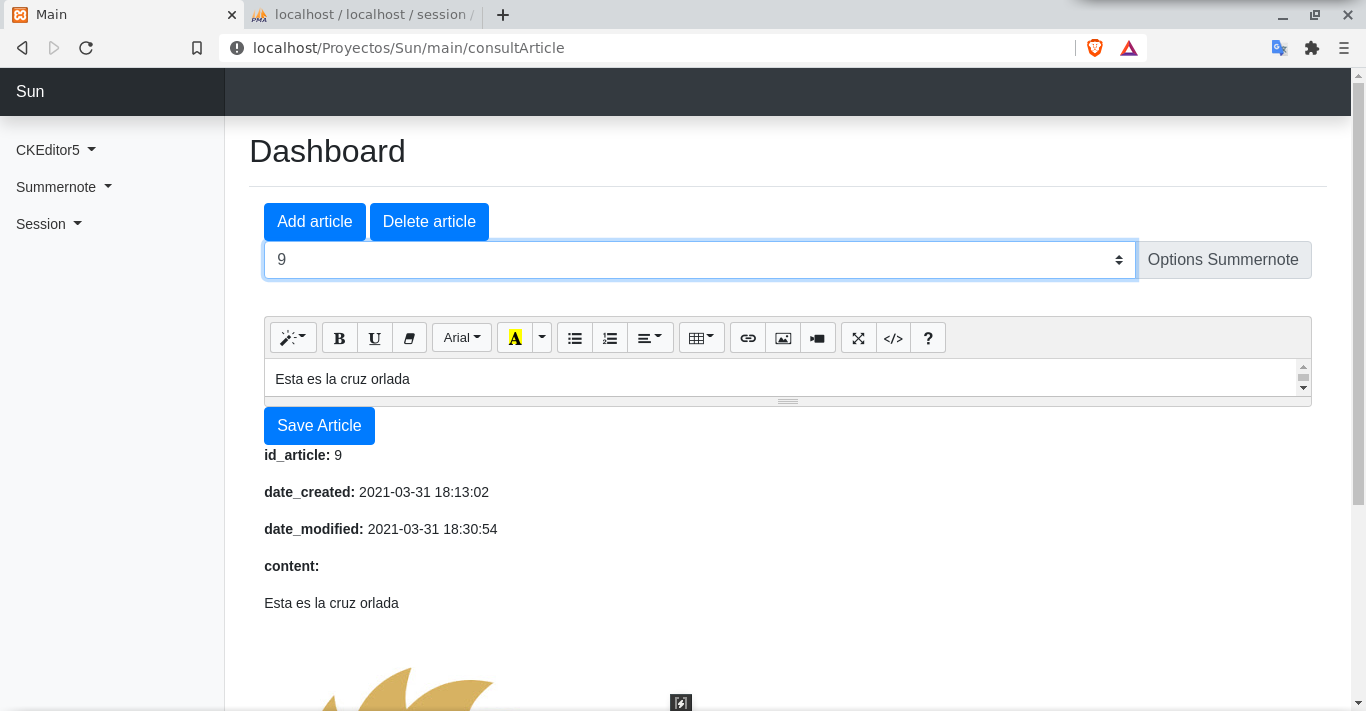 Main
localhost / localhost / session /
localhost/Proyectos/Sun/main/consultArticle
Sun
CKEditor5
Summernote
Session
Dashboard
Add article Delete article
9 Options Summernote
B U Arial A </> ?
Esta es la cruz orlada
Save Article
id_article: 9
date_created: 2021-03-31 18:13:02
date_modified: 2021-03-31 18:30:54
content:
Esta es la cruz orlada